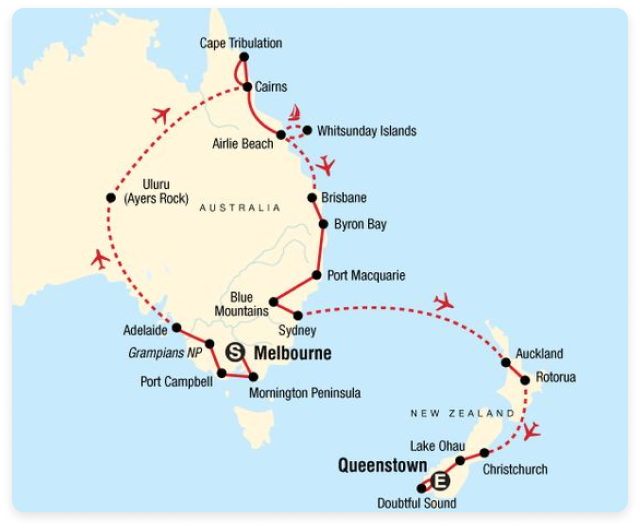 Cape Tribulation
Cairns
Whitsunday Islands
Airlie Beach
Uluru
(Ayers Rock)
AUSTRALIA
Brisbane
Byron Bay
Port Macquarie
Blue
Mountains
Sydney
Adelaide
Grampians NP
S Melbourne
Port Campbell
Mornington Peninsula
Auckland
Rotorua
NEW ZEALAND
Lake Ohau
Christchurch
Queenstown E
Doubtful Sound